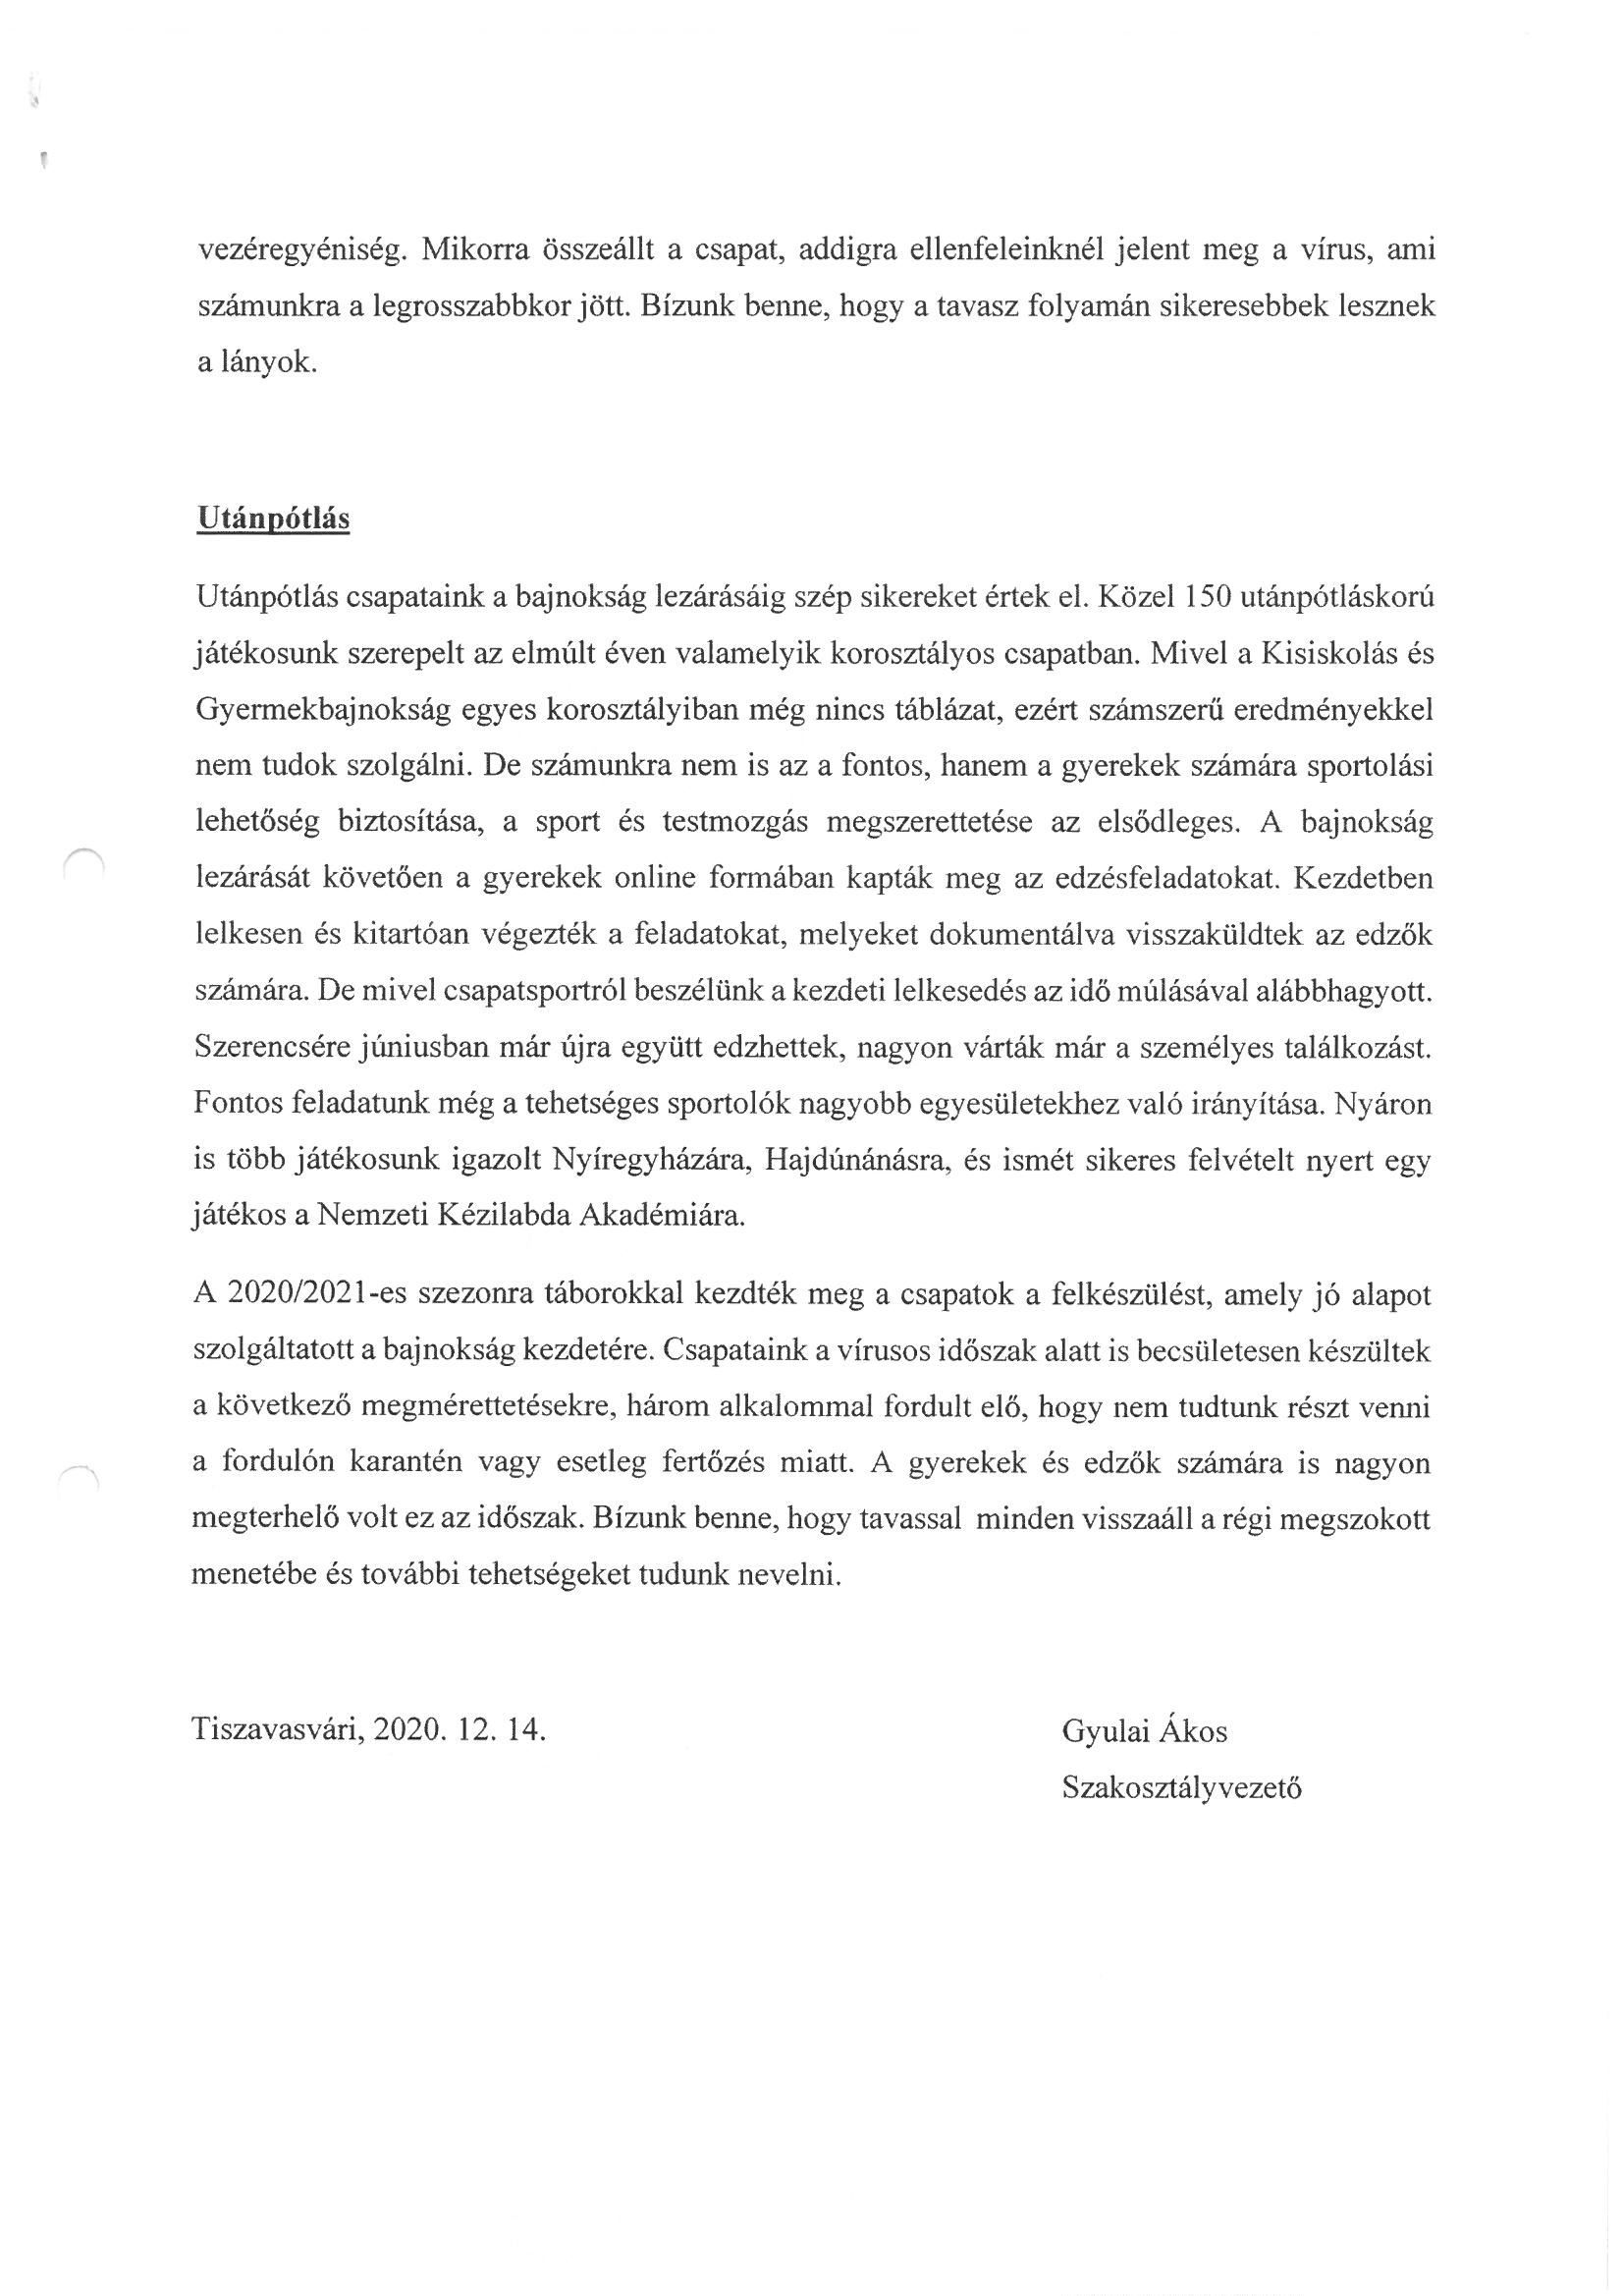 vezéregyéniség. Mikorra összeállt a csapat, addigra ellenfeleinknél jelent meg a vírus, ami
számunkra a legrosszabbkor jött. Bízunk benne, hogy a tavasz folyamán sikeresebbek lesznek
a lányok.
Utánpótlás
Utánpótlás csapataink a bajnokság lezárásáig szép sikereket értek el. Közel 150 utánpótláskorú
játékosunk szerepelt az elmúlt éven valamelyik korosztályos csapatban. Mivel a Kisiskolás és
Gyermekbajnokság egyes korosztályiban még nincs táblázat, ezért számszerű eredményekkel
nem tudok szolgálni. De számunkra nem is az a fontos, hanem a gyerekek számára sportolási
lehetőség biztosítása, a sport és testmozgás megszerettetése az elsődleges. A bajnokság
lezárását követően a gyerekek online formában kapták meg az edzésfeladatokat. Kezdetben
lelkesen és kitartóan végezték a feladatokat, melyeket dokumentálva visszaküldtek az edzők
számára. De mivel csapatsportról beszélünk a kezdeti lelkesedés az idő múlásával alábbhagyott.
Szerencsére júniusban már újra együtt edzhettek, nagyon várták már a személyes találkozást.
Fontos feladatunk még a tehetséges sportolók nagyobb egyesületekhez való irányítása. Nyáron
is több játékosunk igazolt Nyíregyházára, Hajdúnánásra, és ismét sikeres felvételt nyert egy
játékos a Nemzeti Kézilabda Akadémiára.
A 2020/2021-es szezonra táborokkal kezdték meg a csapatok a felkészülést, amely jó alapot
szolgáltatott a bajnokság kezdetére. Csapataink a vírusos időszak alatt is becsületesen készültek
a következő megmérettetésekre, három alkalommal fordult elő, hogy nem tudtunk részt venni
a fordulón karantén vagy esetleg fertőzés miatt. A gyerekek és edzők számára is nagyon
megterhelő volt ez az időszak. Bízunk benne, hogy tavassal minden visszaáll a régi megszokott
menetébe és további tehetségeket tudunk nevelni.
Tiszavasvári, 2020. 12. 14.
Gyulai Ákos
Szakosztályvezető